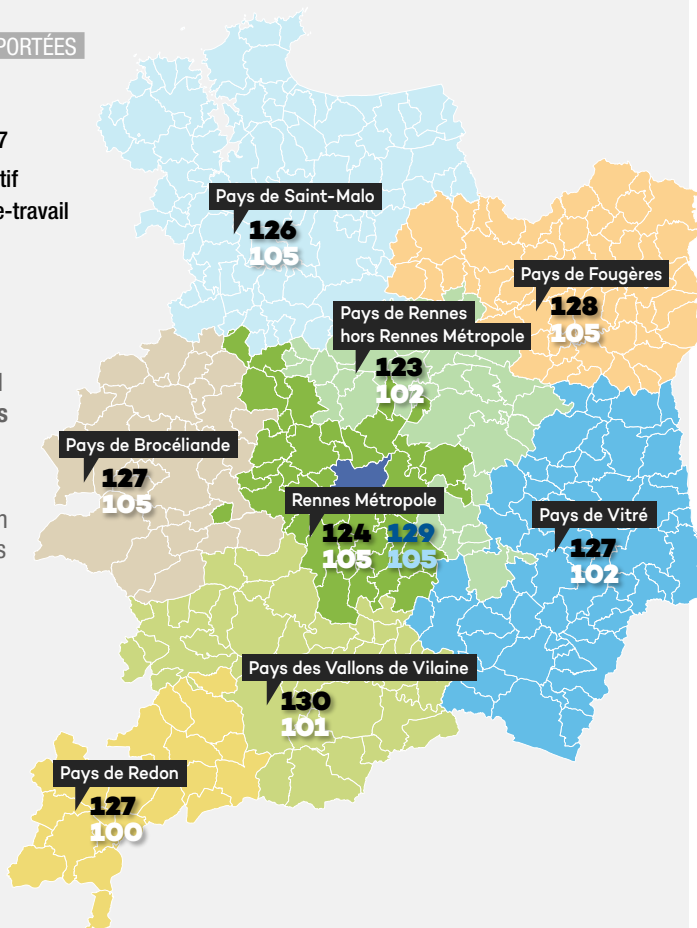 PORTÉES
7
tif
e-travail
l
s
n
s
Pays de Saint-Malo
126
105
Pays de Fougères
128
105
Pays de Rennes
hors Rennes Métropole
123
102
Pays de Brocéliande
127
105
Rennes Métropole
124 129
105 105
Pays de Vitré
127
102
Pays des Vallons de Vilaine
130
101
Pays de Redon
127
100